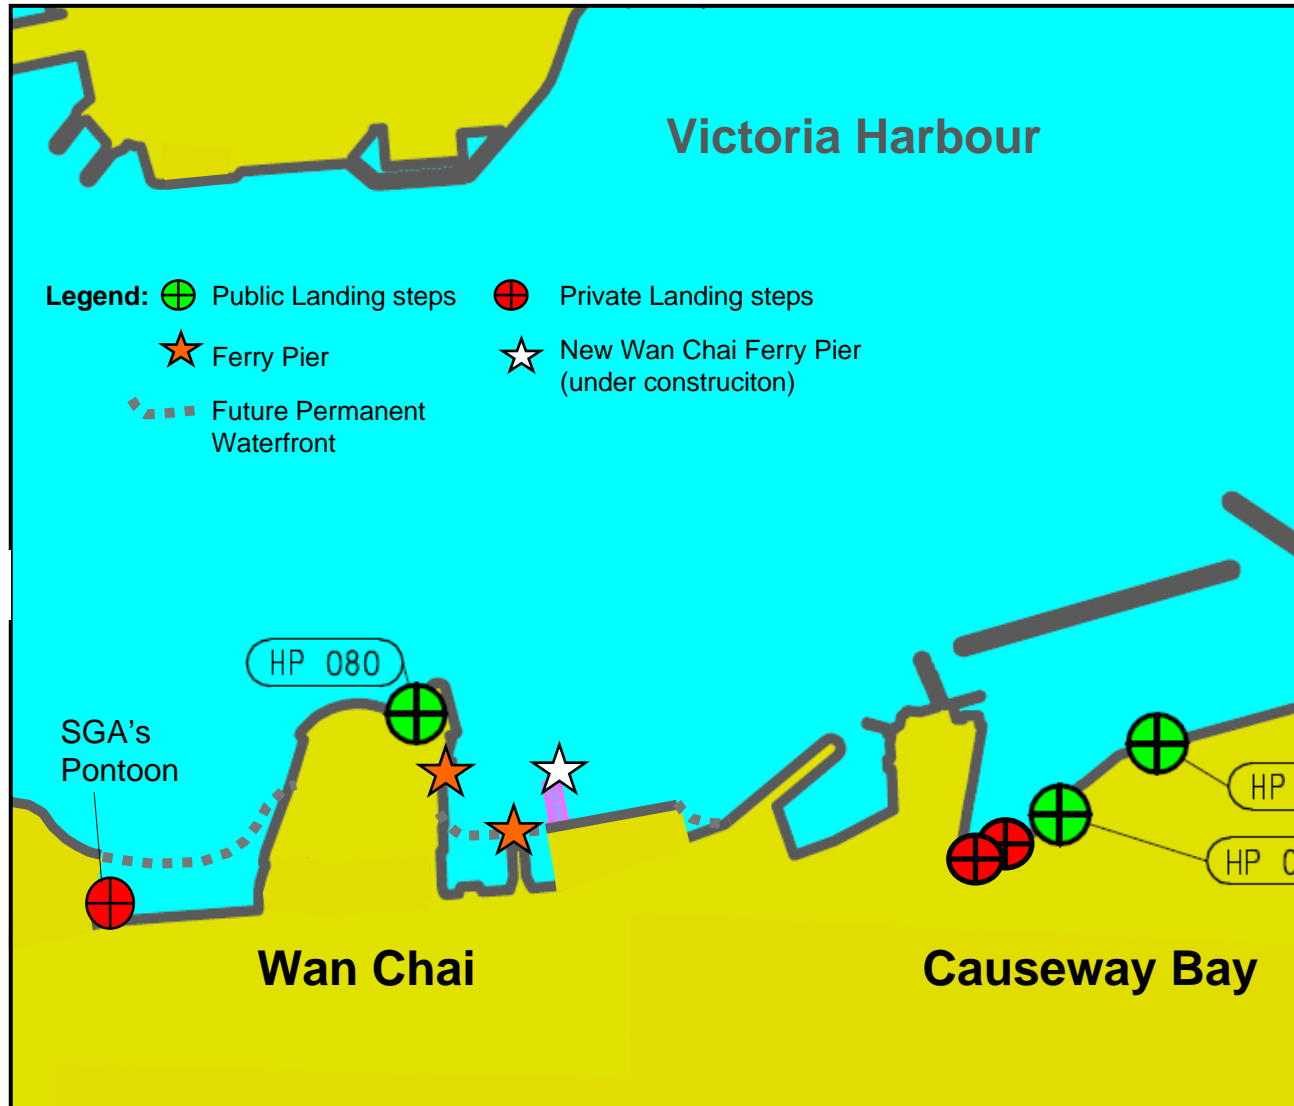 Victoria Harbour
Legend: Public Landing steps Private Landing steps
Ferry Pier
New Wan Chai Ferry Pier
(under construciton)
Future Permanent
Waterfront
HP 080
SGA's
Pontoon
HP
HP
Wan Chai
Causeway Bay